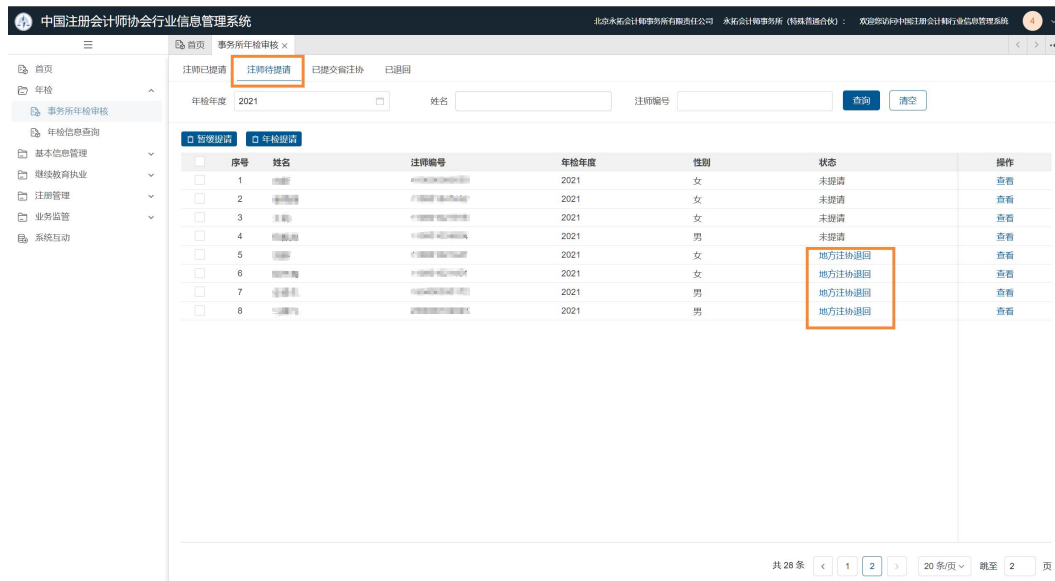 中国注册会计师协会行业信息管理系统 北京永拓会计师事务所有限责任公司 永拓会计师事务所（特殊普通合伙）： 欢迎您访问中国注册会计师行业信息管理系统 4
首页 事务所年检审核 ×
首页
年检
事务所年检审核
年检信息查询
基本信息管理
继续教育执业
注册管理
业务监管
系统互动
注师已提请 注师待提请 已提交省注协 已退回
年检年度 2021 姓名 注师编号 查询 清空
暂缓提请 年检提请
序号 姓名 注师编号 年检年度 性别 状态 操作
1 2021 女 未提请 查看
2 2021 女 未提请 查看
3 2021 女 未提请 查看
4 2021 男 未提请 查看
5 2021 女 地方注协退回 查看
6 2021 女 地方注协退回 查看
7 2021 男 地方注协退回 查看
8 2021 男 地方注协退回 查看
共 28 条 < 1 2 > 20 条/页 跳至 2 页